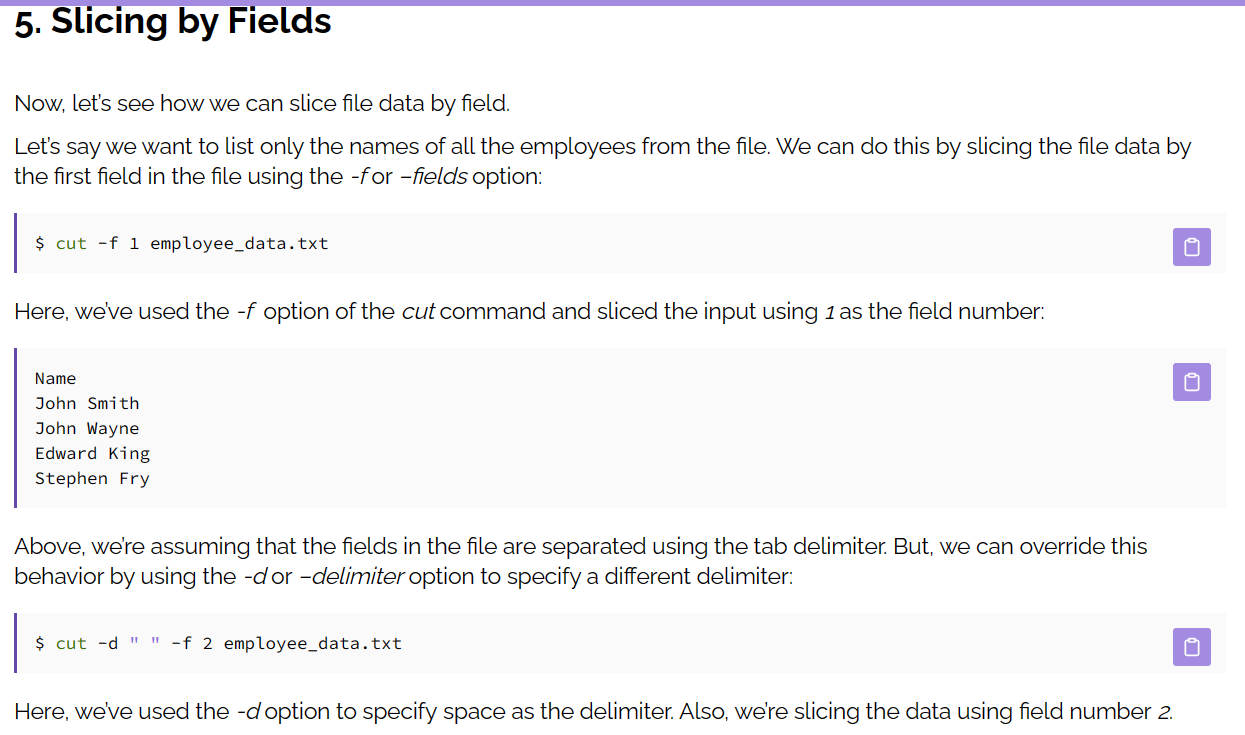 5. Slicing by Fields
Now, let’s see how we can slice file data by field.
Let’s say we want to list only the names of all the employees from the file. We can do this by slicing the file data by
the first field in the file using the -f or –fields option:
$ cut -f 1 employee_data.txt
Here, we’ve used the -f option of the cut command and sliced the input using 1 as the field number:
Name
John Smith
John Wayne
Edward King
Stephen Fry
Above, we’re assuming that the fields in the file are separated using the tab delimiter. But, we can override this
behavior by using the -d or –delimiter option to specify a different delimiter:
$ cut -d " " -f 2 employee_data.txt
Here, we’ve used the -d option to specify space as the delimiter. Also, we’re slicing the data using field number 2.